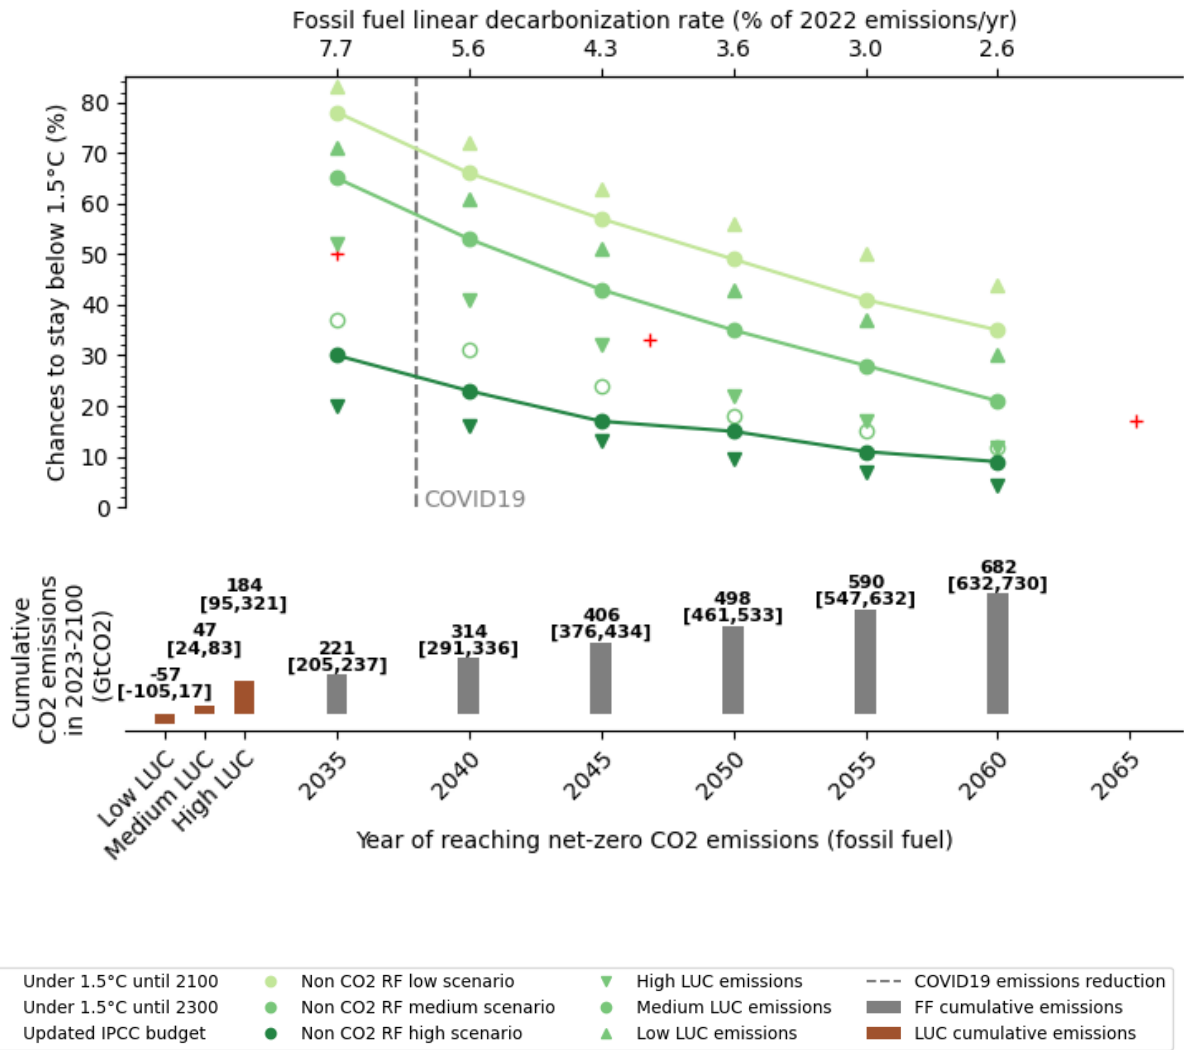 Fossil fuel linear decarbonization rate (% of 2022 emissions/yr)
7.7 5.6 4.3 3.6 3.0 2.6
Chances to stay below 1.5°C (%)
80
70
60
50
40
30
20
10
0
COVID19
Cumulative
CO2 emissions
in 2023-2100
(GtCO2)
-57
[-105,17]
47
[24,83]
184
[95,321]
221
[205,237]
314
[291,336]
406
[376,434]
498
[461,533]
590
[547,632]
682
[632,730]
Low LUC
Medium LUC
High LUC
2035
2040
2045
2050
2055
2060
2065
Year of reaching net-zero CO2 emissions (fossil fuel)
Under 1.5°C until 2100
Under 1.5°C until 2300
Updated IPCC budget
Non CO2 RF low scenario
Non CO2 RF medium scenario
Non CO2 RF high scenario
High LUC emissions
Medium LUC emissions
Low LUC emissions
COVID19 emissions reduction
FF cumulative emissions
LUC cumulative emissions